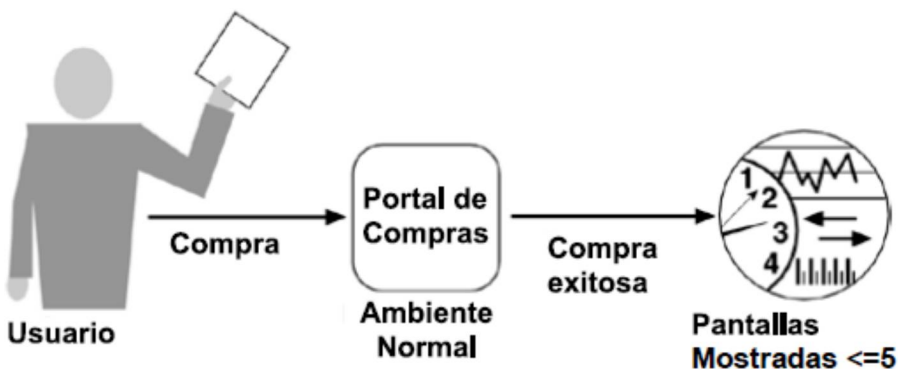 Usuario
Compra
Portal de
Compras
Ambiente
Normal
Compra
exitosa
1
2
3
4
Pantallas
Mostradas <=5